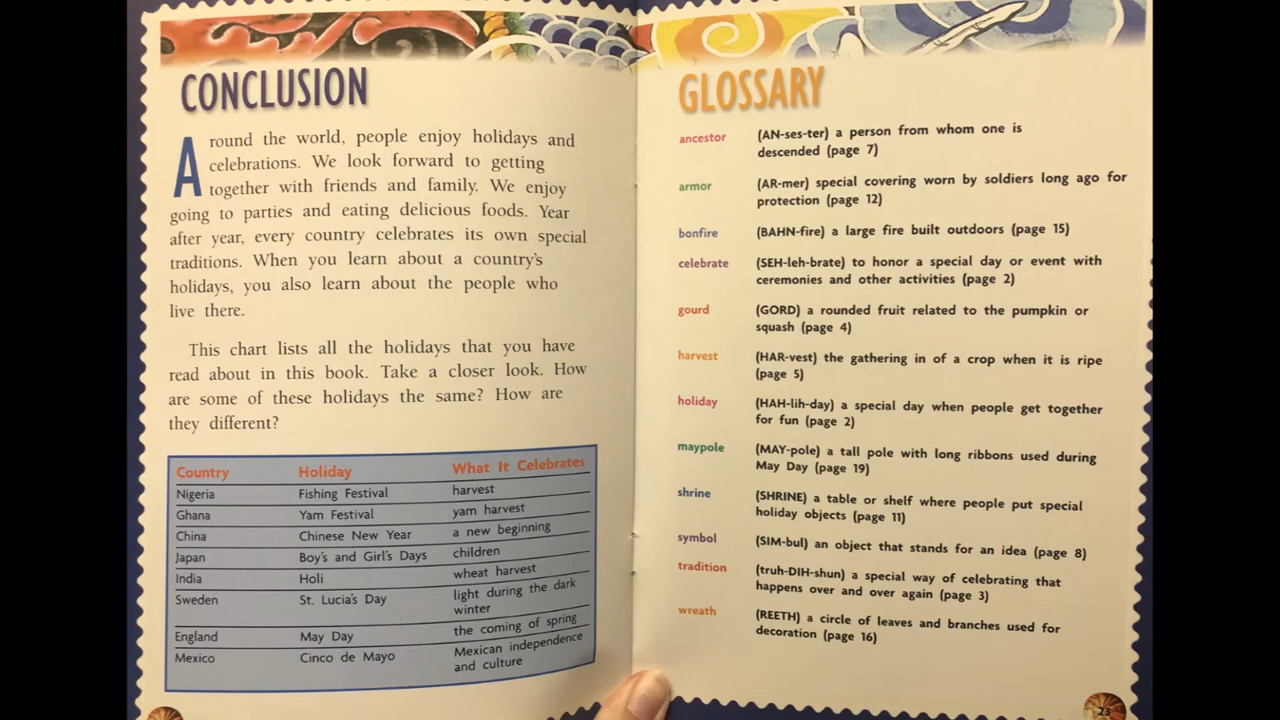 CONCLUSION
Around the world, people enjoy holidays and
celebrations. We look forward to getting
together with friends and family. We enjoy
going to parties and eating delicious foods. Year
after year, every country celebrates its own special
traditions. When you learn about a country's
holidays, you also learn about the people who
live there.
This chart lists all the holidays that you have
read about in this book. Take a closer look. How
are some of these holidays the same? How are
they different?
Country Holiday What It Celebrates
Nigeria Fishing Festival harvest
Ghana Yam Festival yam harvest
China Chinese New Year a new beginning
Japan Boy's and Girl's Days children
India Holi wheat harvest
Sweden St. Lucia's Day light during the dark
winter
England May Day the coming of spring
Mexico Cinco de Mayo Mexican independence
and culture
GLOSSARY
ancestor (AN-ses-ter) a person from whom one is
descended (page 7)
armor (AR-mer) special covering worn by soldiers long ago for
protection (page 12)
bonfire (BAHN-fire) a large fire built outdoors (page 15)
celebrate (SEH-leh-brate) to honor a special day or event with
ceremonies and other activities (page 2)
gourd (GORD) a rounded fruit related to the pumpkin or
squash (page 4)
harvest (HAR-vest) the gathering in of a crop when it is ripe
(page 5)
holiday (HAH-lih-day) a special day when people get together
for fun (page 2)
maypole (MAY-pole) a tall pole with long ribbons used during
May Day (page 19)
shrine (SHRINE) a table or shelf where people put special
holiday objects (page 11)
symbol (SIM-bul) an object that stands for an idea (page 8)
tradition (truh-DIH-shun) a special way of celebrating that
happens over and over again (page 3)
wreath (REETH) a circle of leaves and branches used for
decoration (page 16)
23